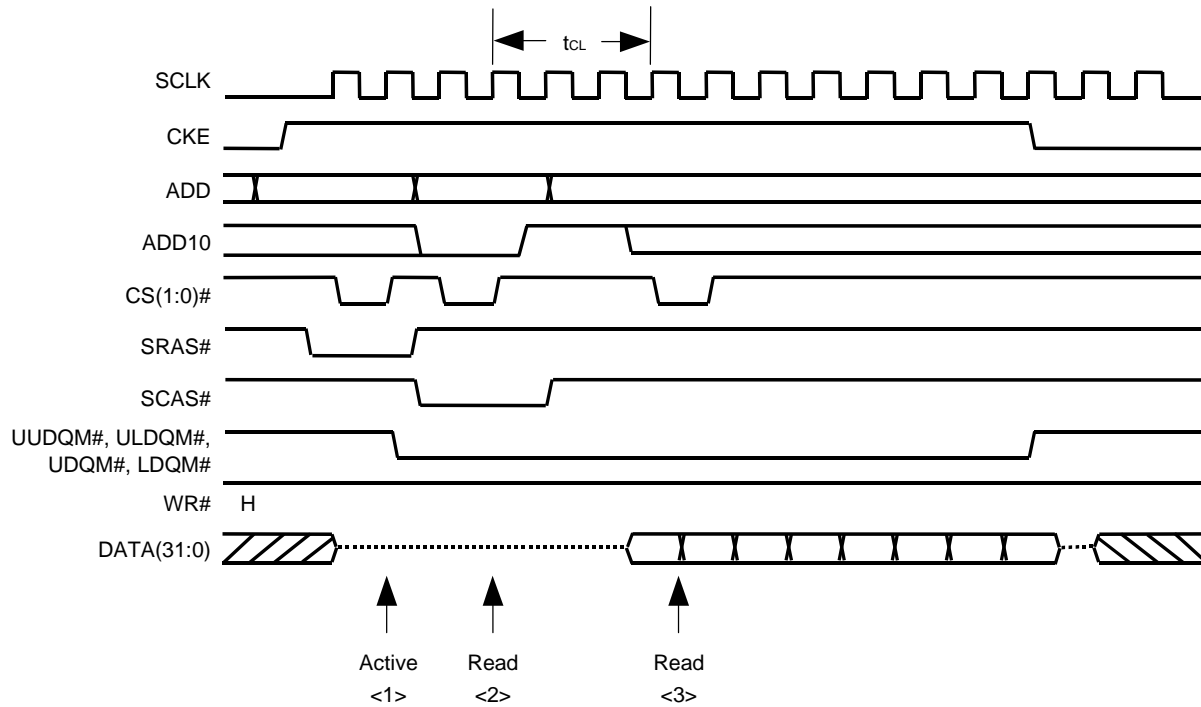 tCL
SCLK
CKE
ADD
ADD10
CS(1:0)#
SRAS#
SCAS#
UUDQM#, ULDQM#,
UDQM#, LDQM#
WR# H
DATA(31:0)
Active Read Read
<1> <2> <3>